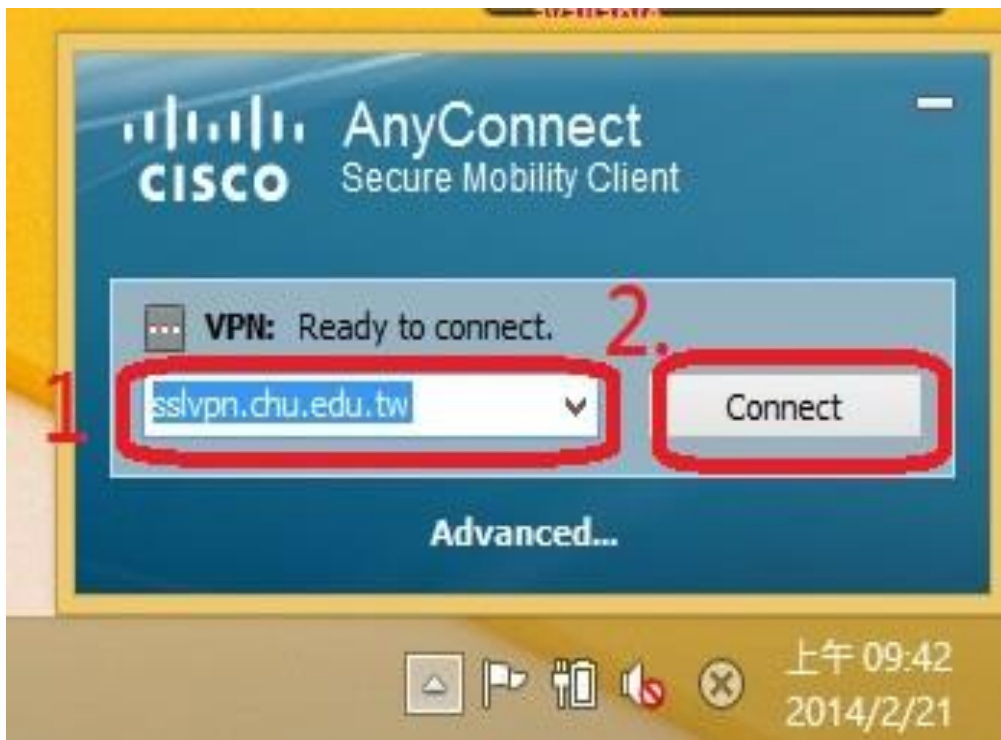 available
CISCO
AnyConnect
Secure Mobility Client
VPN: Ready to connect.
2.
1
sslvpn.chu.edu.tw
Connect
Advanced...
上午 09:42
2014/2/21